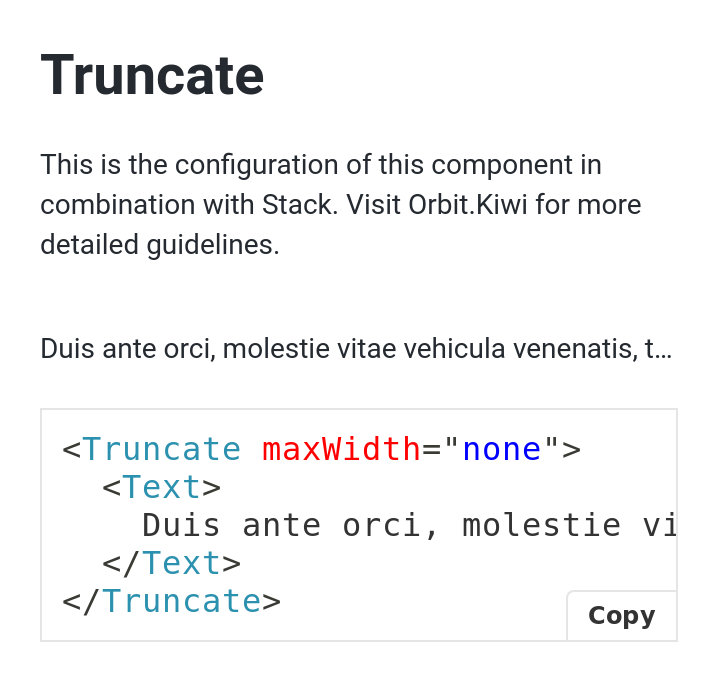 Truncate
This is the configuration of this component in
combination with Stack. Visit Orbit.Kiwi for more
detailed guidelines.
Duis ante orci, molestie vitae vehicula venenatis, t…
<Truncate maxWidth="none">
<Text>
Duis ante orci, molestie vi
</Text>
</Truncate>
Copy